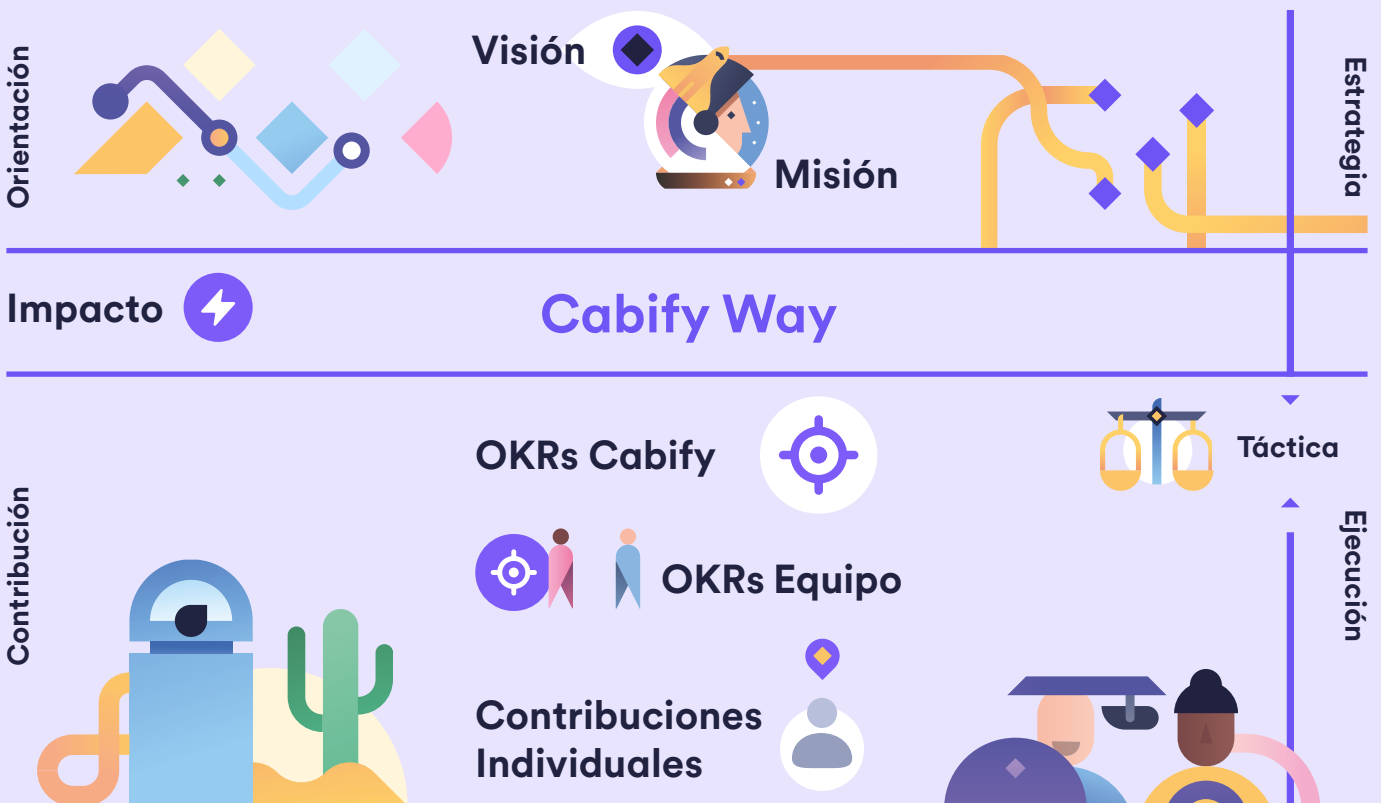 Orientación
Visión
Misión
Estrategia
Impacto
Cabify Way
OKRs Cabify
Táctica
Contribución
OKRs Equipo
Ejecución
Contribuciones
Individuales